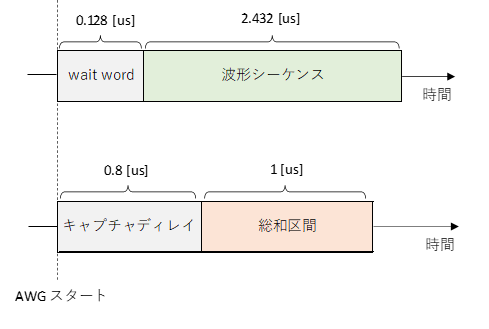 0.128 [us]
2.432 [us]
wait word
波形シーケンス
時間
0.8 [us]
1 [us]
キャプチャディレイ
総和区間
時間
AWG スタート